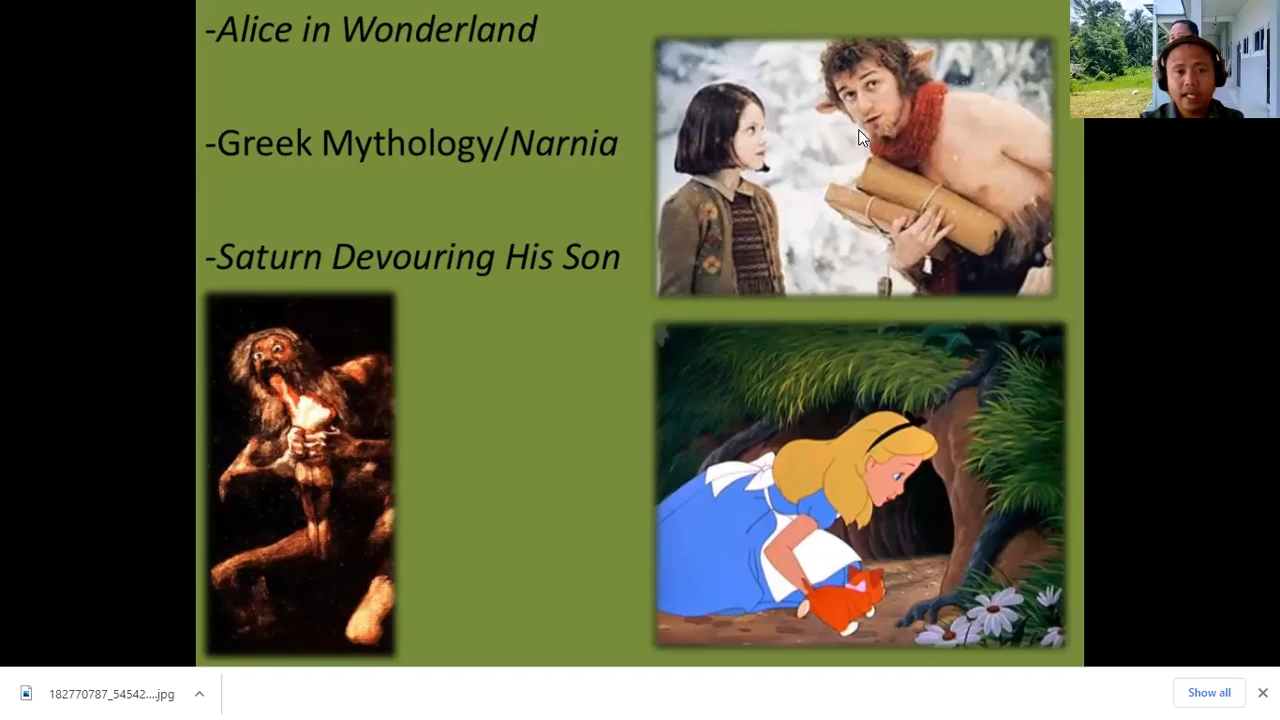 -Alice in Wonderland
-Greek Mythology/Narnia
-Saturn Devouring His Son
182770787_54542....jpg
Show all